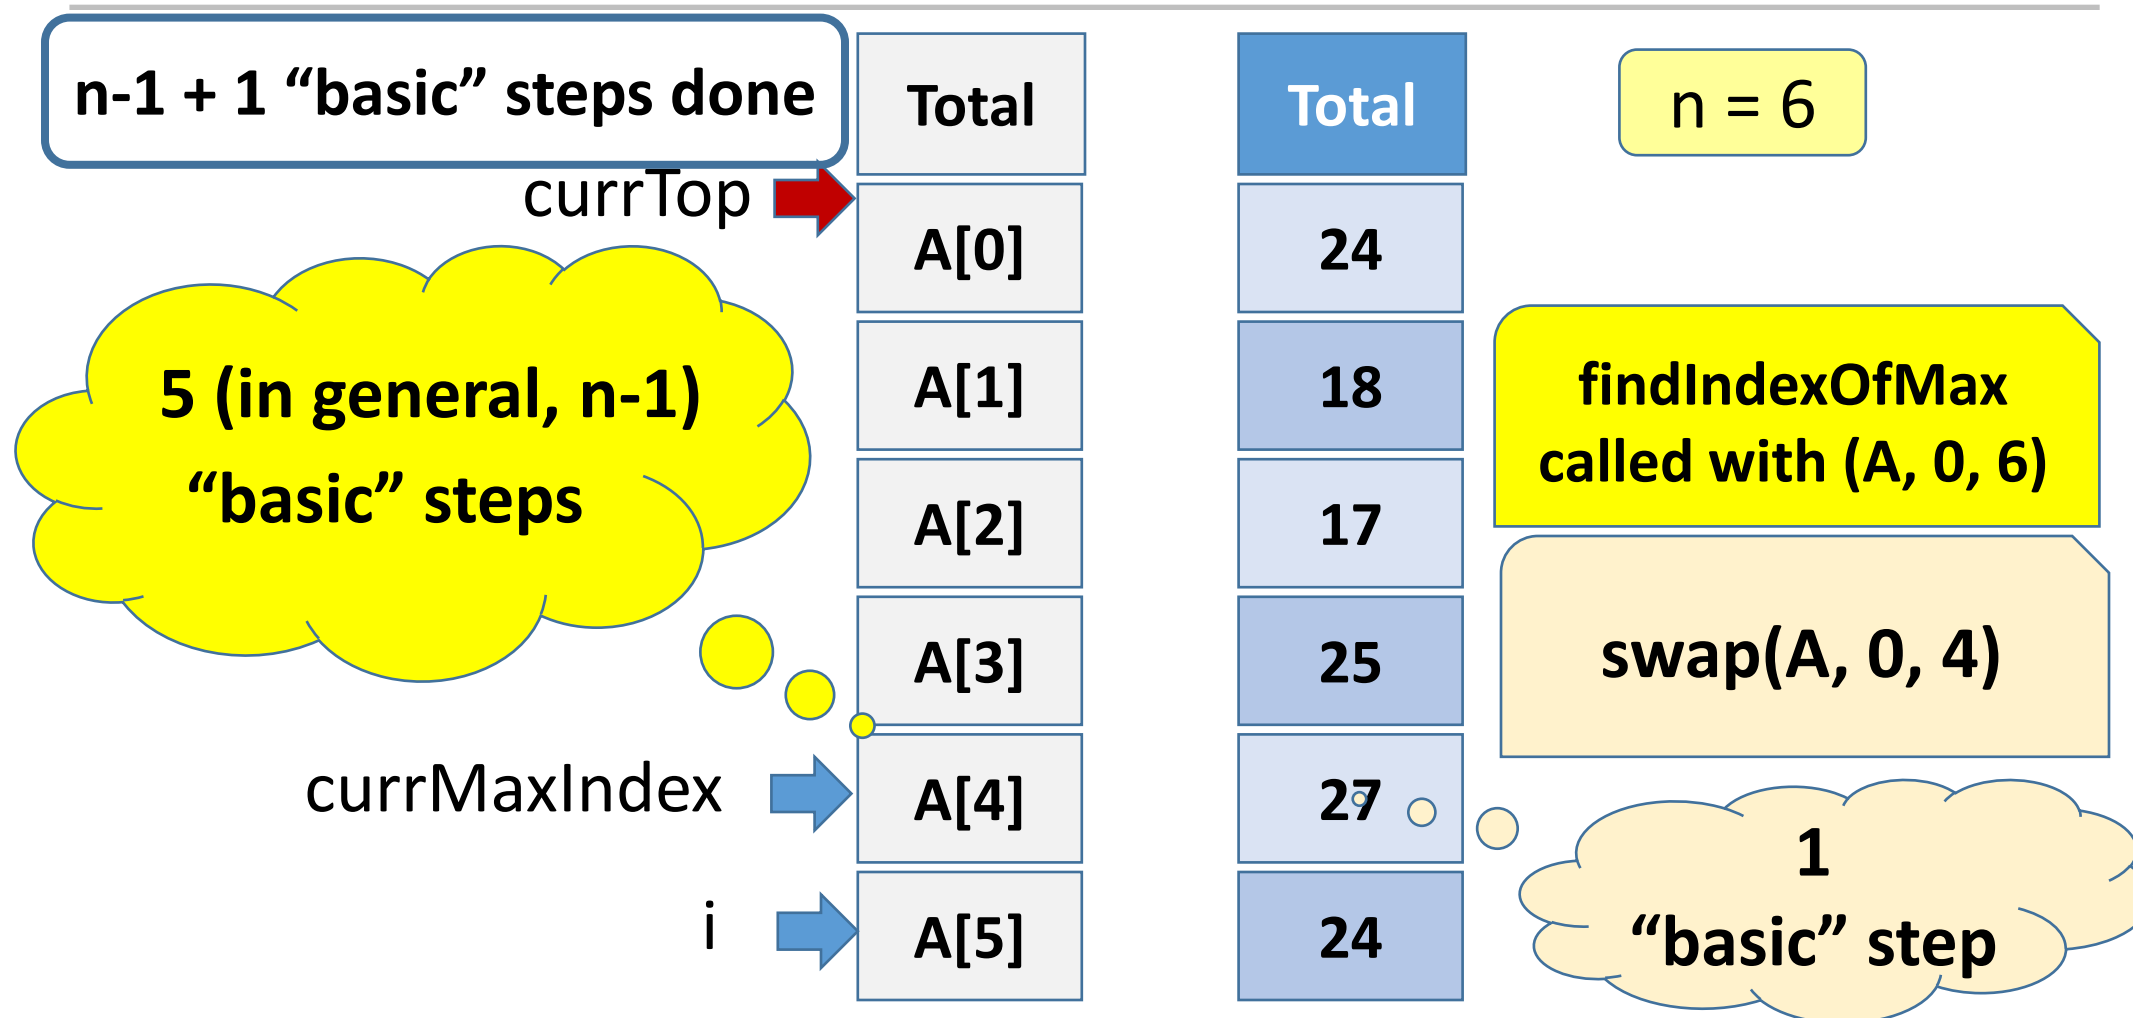 n-1 + 1 “basic” steps done
Total
Total
n = 6
currTop
A[0]
24
5 (in general, n-1)
“basic” steps
A[1]
18
findIndexOfMax
called with (A, 0, 6)
A[2]
17
A[3]
25
swap(A, 0, 4)
currMaxIndex
A[4]
27
1
“basic” step
i
A[5]
24